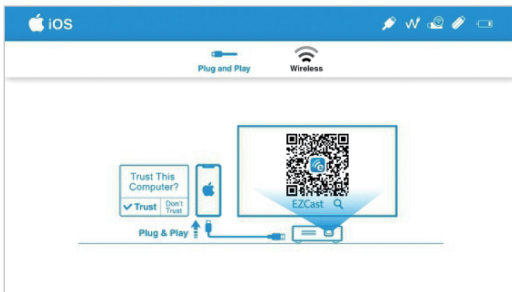 iOS
Plug and Play
Wireless
Trust This
Computer?
Trust
Don't
Trust
Plug & Play
EZCast